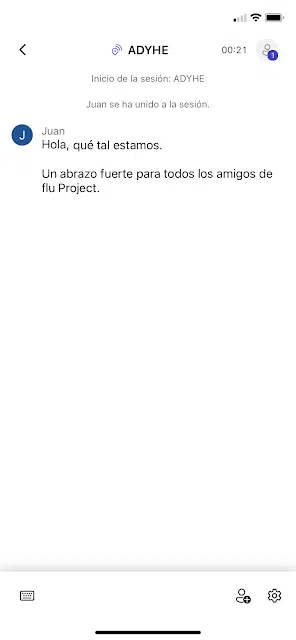 ADYHE
00:21
1
Inicio de la sesión: ADYHE
Juan se ha unido a la sesión.
J
Juan
Hola, qué tal estamos.
Un abrazo fuerte para todos los amigos de
flu Project.